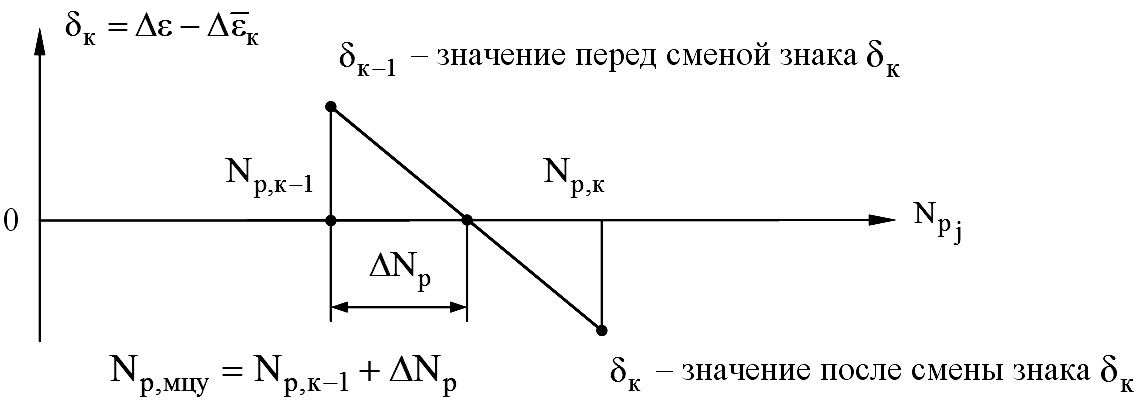 δк = Δε − Δε̅к
δк−1 – значение перед сменой знака δк
Nр,к−1
Nр,к
0
Nрj
ΔNр
Nр,мцу = Nр,к−1 + ΔNр
δк – значение после смены знака δк